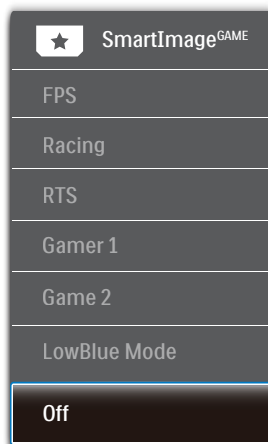 SmartImageGAME
FPS
Racing
RTS
Gamer 1
Game 2
LowBlue Mode
Off